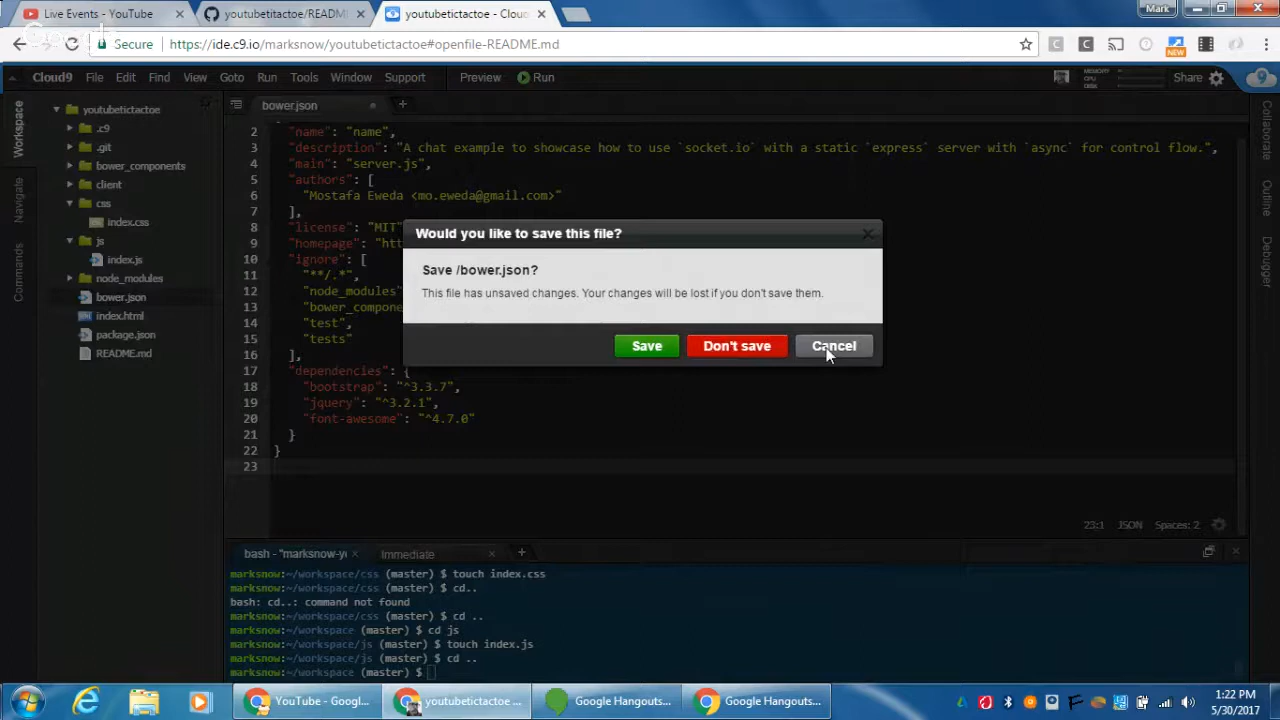 Live Events - YouTube
youtubetictactoe/README
youtubetictactoe - Cloud
Mark
Secure
https://ide.c9.io/marksnow/youtubetictactoe#openfile-README.md
NEW
Cloud9 File Edit Find View Goto Run Tools Window Support Preview Run
MEMORY
CPU
DISK
Share
Workspace
Navigate
Commands
youtubetictactoe
.c9
.git
bower_components
client
css
index.css
js
index.js
node_modules
bower.json
index.html
package.json
README.md
bower.json
2 "name": "name",
3 "description": "A chat example to showcase how to use `socket.io` with a static `express` server with `async` for control flow.",
4 "main": "server.js",
5 "authors": [
6 "Mostafa Eweda <mo.eweda@gmail.com>"
7 ],
8 "license": "MIT"
9 "homepage": "htt
10 "ignore": [
11 "**/.*",
12 "node_modules"
13 "bower_compone
14 "test",
15 "tests"
16 ],
17 "dependencies": {
18 "bootstrap": "^3.3.7",
19 "jquery": "^3.2.1",
20 "font-awesome": "^4.7.0"
21 }
22 }
23
Would you like to save this file?
Save /bower.json?
This file has unsaved changes. Your changes will be lost if you don't save them.
Save
Don't save
Cancel
23:1 JSON Spaces: 2
Collaborate
Outline
Debugger
bash - "marksnow-yo
Immediate
marksnow:~/workspace/css (master) $ touch index.css
marksnow:~/workspace/css (master) $ cd..
bash: cd..: command not found
marksnow:~/workspace/css (master) $ cd ..
marksnow:~/workspace (master) $ cd js
marksnow:~/workspace/js (master) $ touch index.js
marksnow:~/workspace/js (master) $ cd ..
marksnow:~/workspace (master) $
YouTube - Googl...
youtubetictactoe ...
Google Hangouts...
Google Hangouts...
1:22 PM
5/30/2017